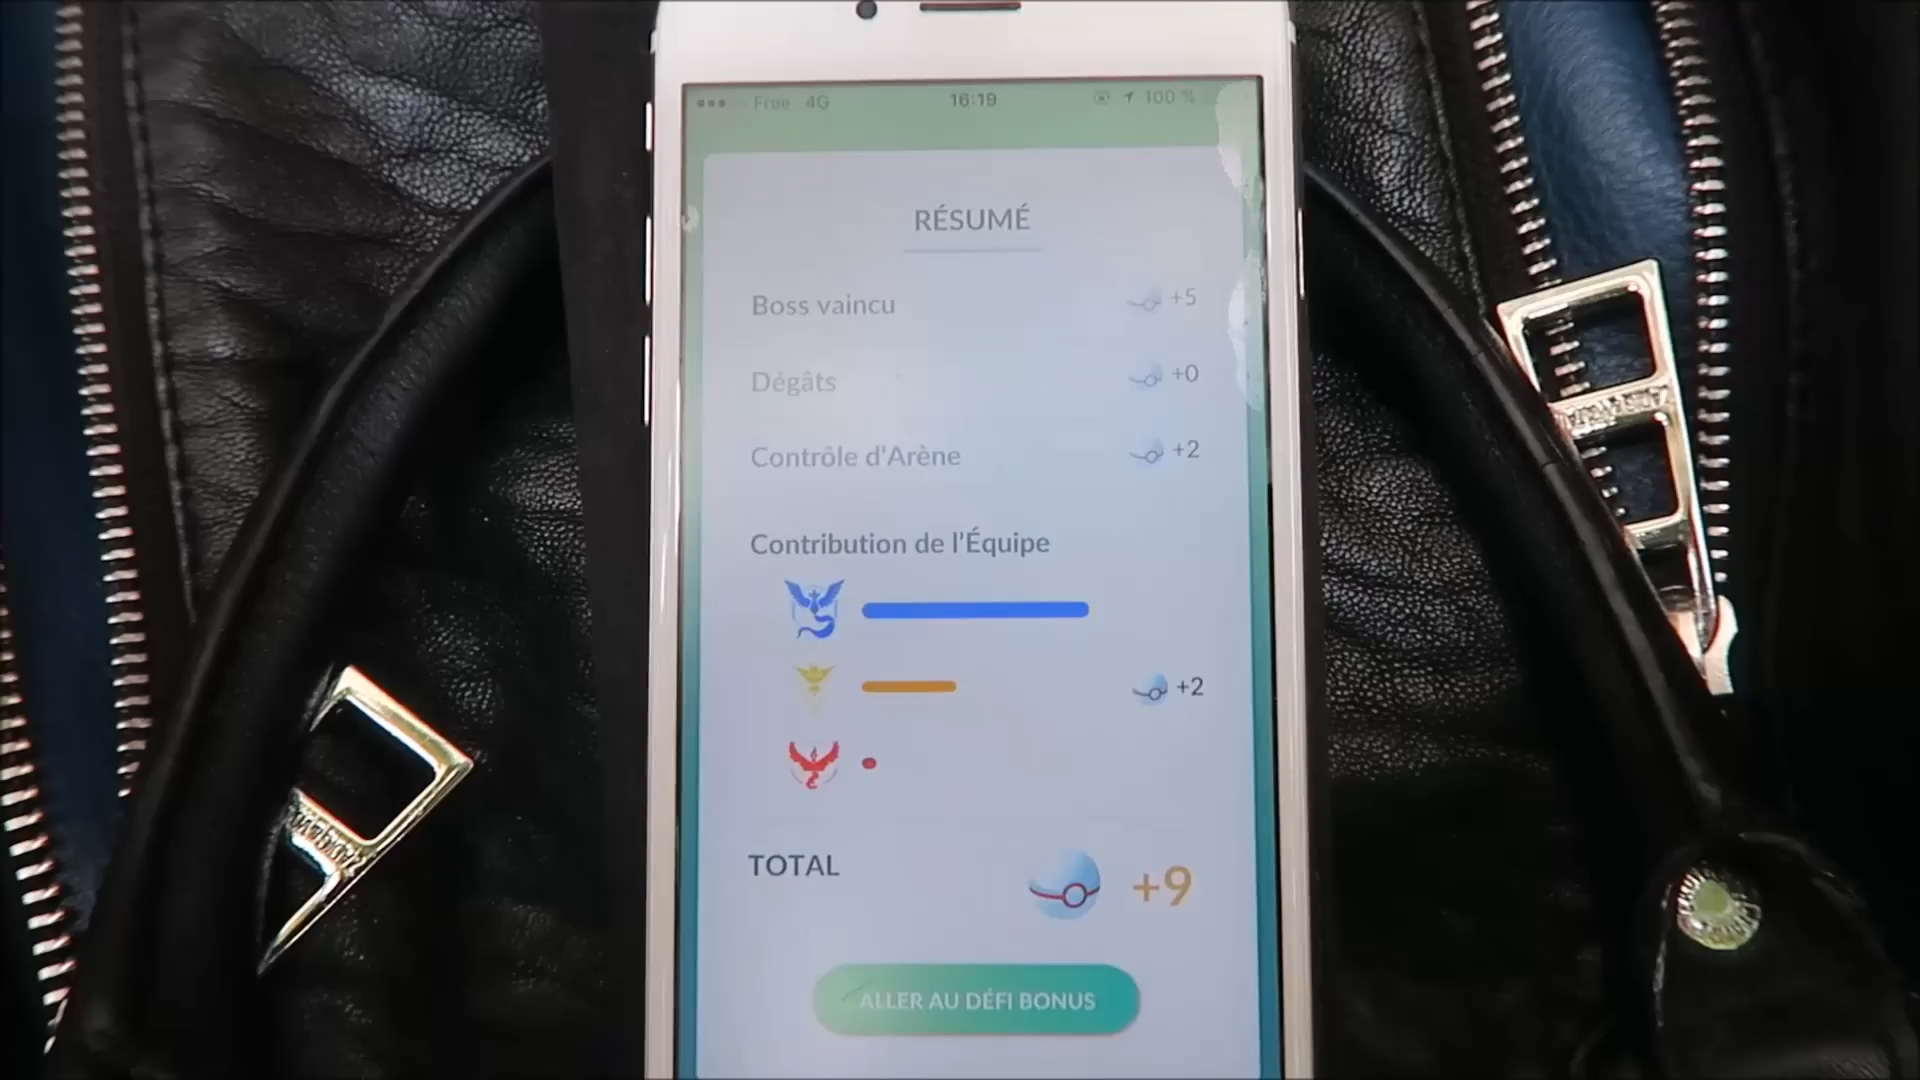 Free 4G 16:19 100 %
RÉSUMÉ
Boss vaincu +5
Dégâts +0
Contrôle d'Arène +2
Contribution de l'Équipe
+2
TOTAL +9
ALLER AU DÉFI BONUS